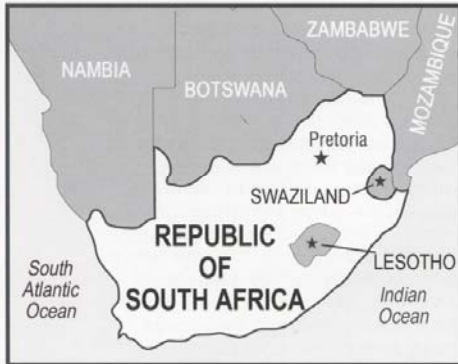 ZAMBABWE
NAMBIA
BOTSWANA
MOZAMBIQUE
Pretoria
SWAZILAND
REPUBLIC
OF
SOUTH AFRICA
LESOTHO
South
Atlantic
Ocean
Indian
Ocean